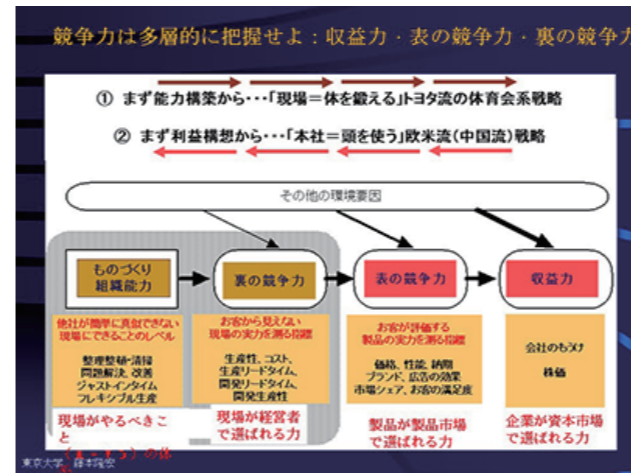 競争力は多層的に把握せよ：収益力・表の競争力・裏の競争力
① まず能力構築から・・・「現場＝体を鍛える」トヨタ流の体育会系戦略
② まず利益構想から・・・「本社＝頭を使う」欧米流（中国流）戦略
その他の環境要因
ものづくり
組織能力
裏の競争力
表の競争力
収益力
他社が簡単に真似できない
現場にできることのレベル
整理整頓・清掃
問題解決、改善
ジャストインタイム
フレキシブル生産
お客から見えない
現場の実力を測る指標
生産性、コスト、
生産リードタイム、
開発リードタイム、
開発生産性
お客が評価する
製品の実力を測る指標
価格、性能、納期
ブランド、広告の効果
市場シェア、お客の満足度
会社のもうけ
株価
現場がやるべきこ
と
の体
現場が経営者
で選ばれる力
製品が製品市場
で選ばれる力
企業が資本市場
で選ばれる力
東京大学 藤本隆宏